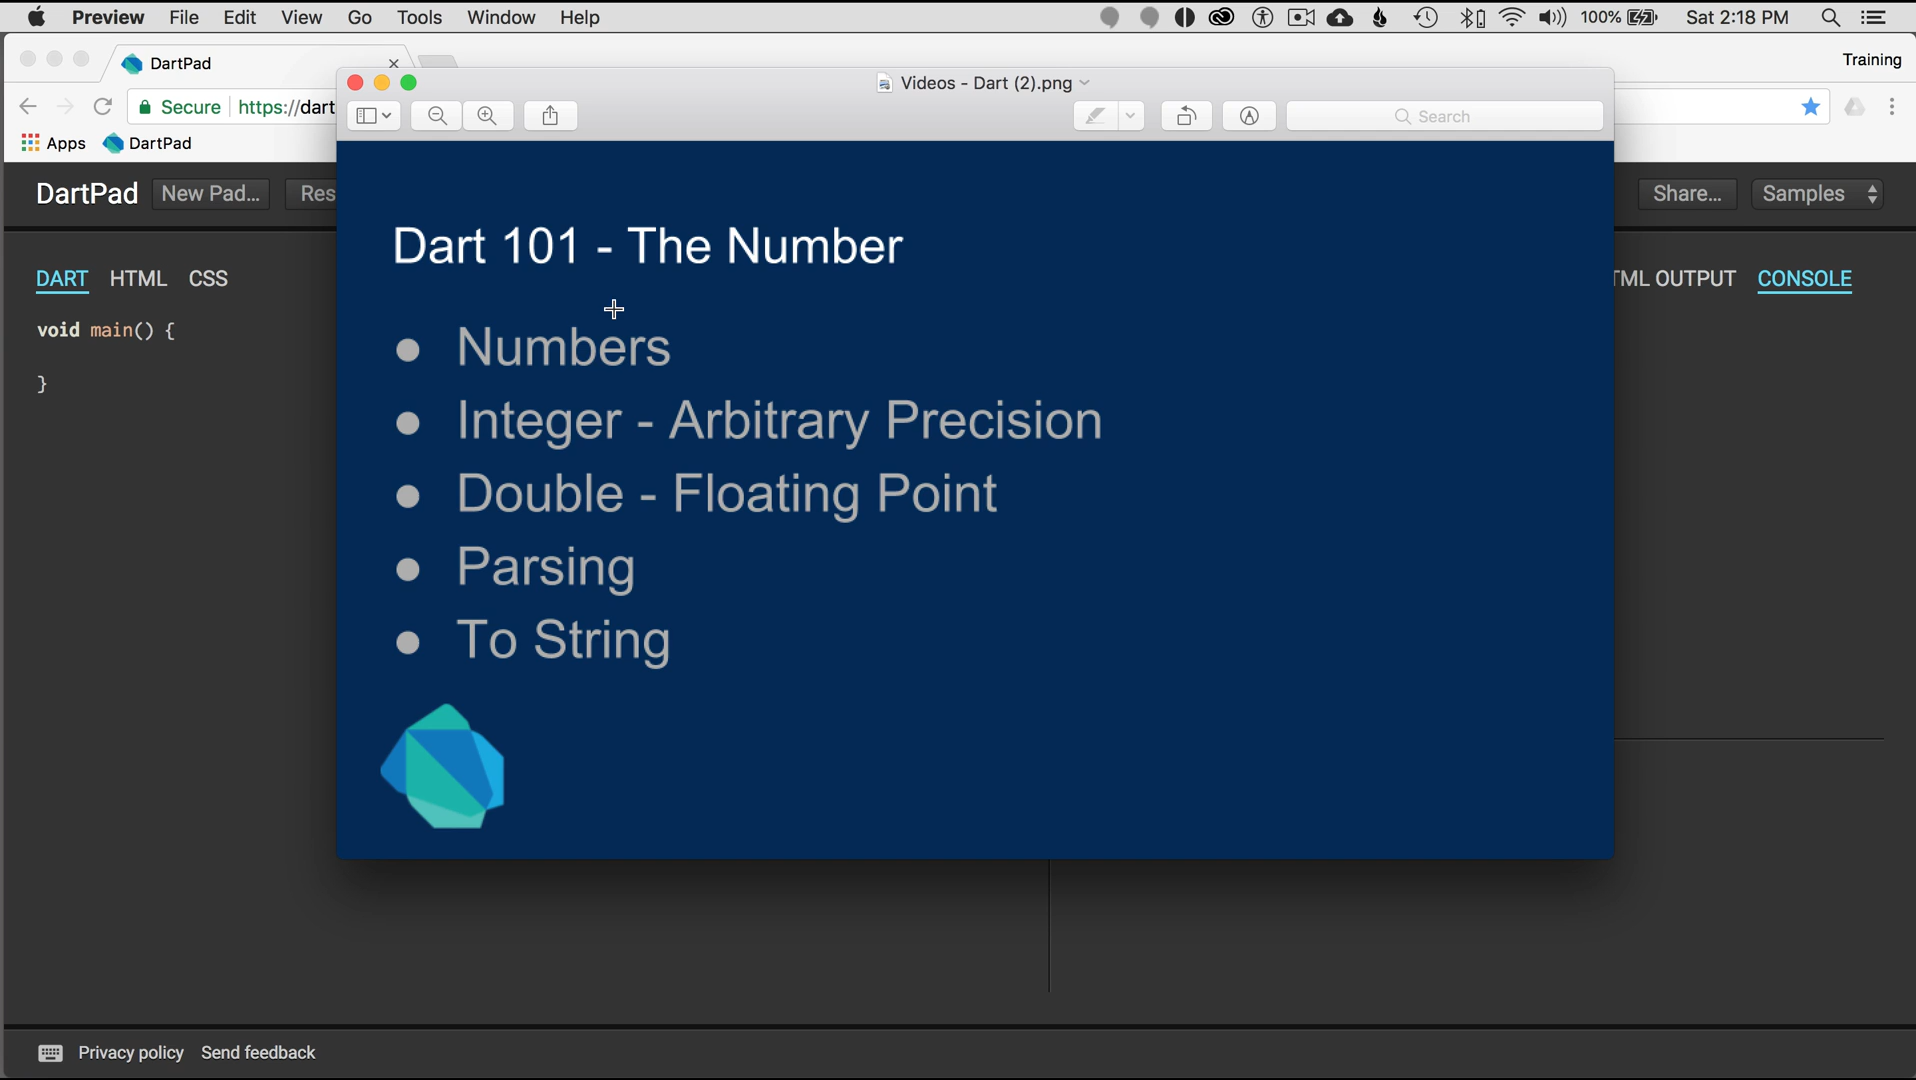 Preview File Edit View Go Tools Window Help 100% Sat 2:18 PM
DartPad Training
Videos - Dart (2).png
Secure https://dart Search
Apps DartPad
DartPad New Pad... Res Share... Samples
Dart 101 - The Number
DART HTML CSS TML OUTPUT CONSOLE
void main() {
}
Numbers
Integer - Arbitrary Precision
Double - Floating Point
Parsing
To String
Privacy policy Send feedback